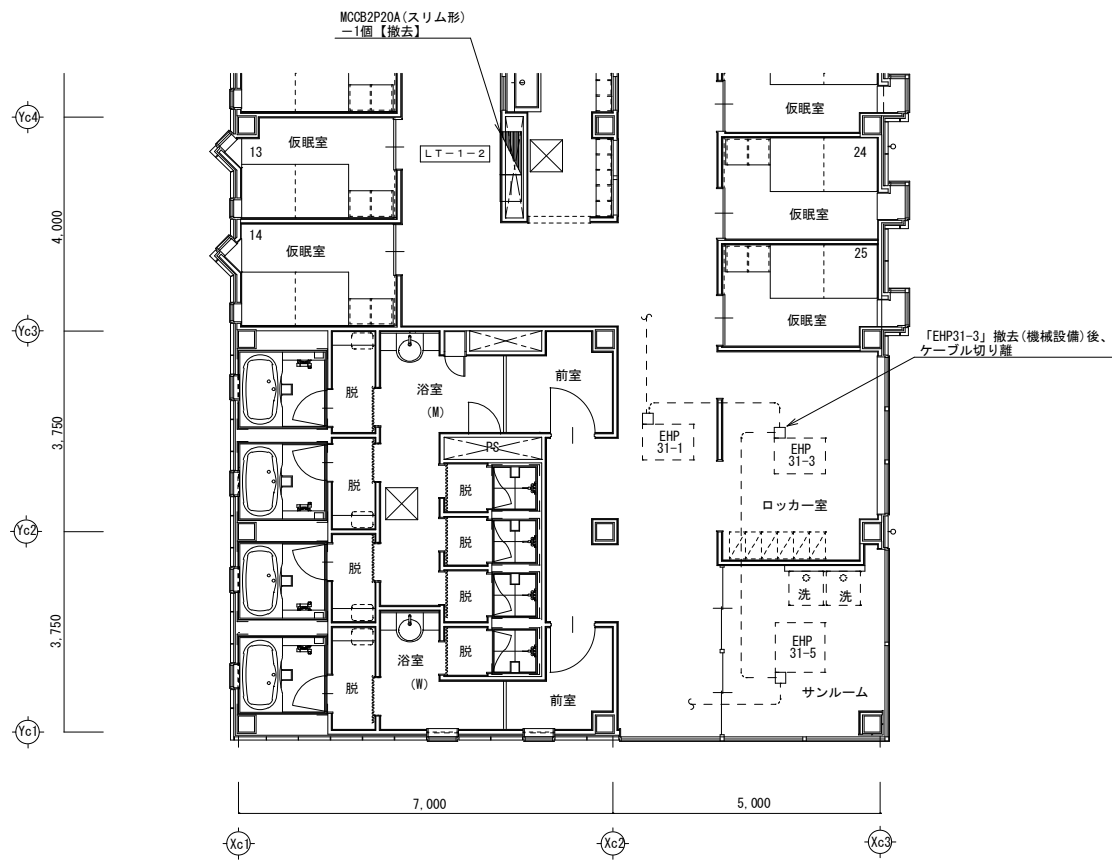 MCCB2P20A(スリム形)
－1個【撤去】
Yc4
仮眠室
13
LT－1－2
仮眠室
24
4,000
仮眠室
14
仮眠室
25
Yc3
仮眠室
「EHP31-3」撤去(機械設備)後、
ケーブル切り離
脱
浴室
(M)
前室
3,750
PS
EHP
31-1
EHP
31-3
脱
脱
ロッカー室
Yc2
脱
脱
脱
洗
洗
3,750
EHP
31-5
脱
浴室
(W)
脱
前室
サンルーム
Yc1
7,000
5,000
Xc1
Xc2
Xc3